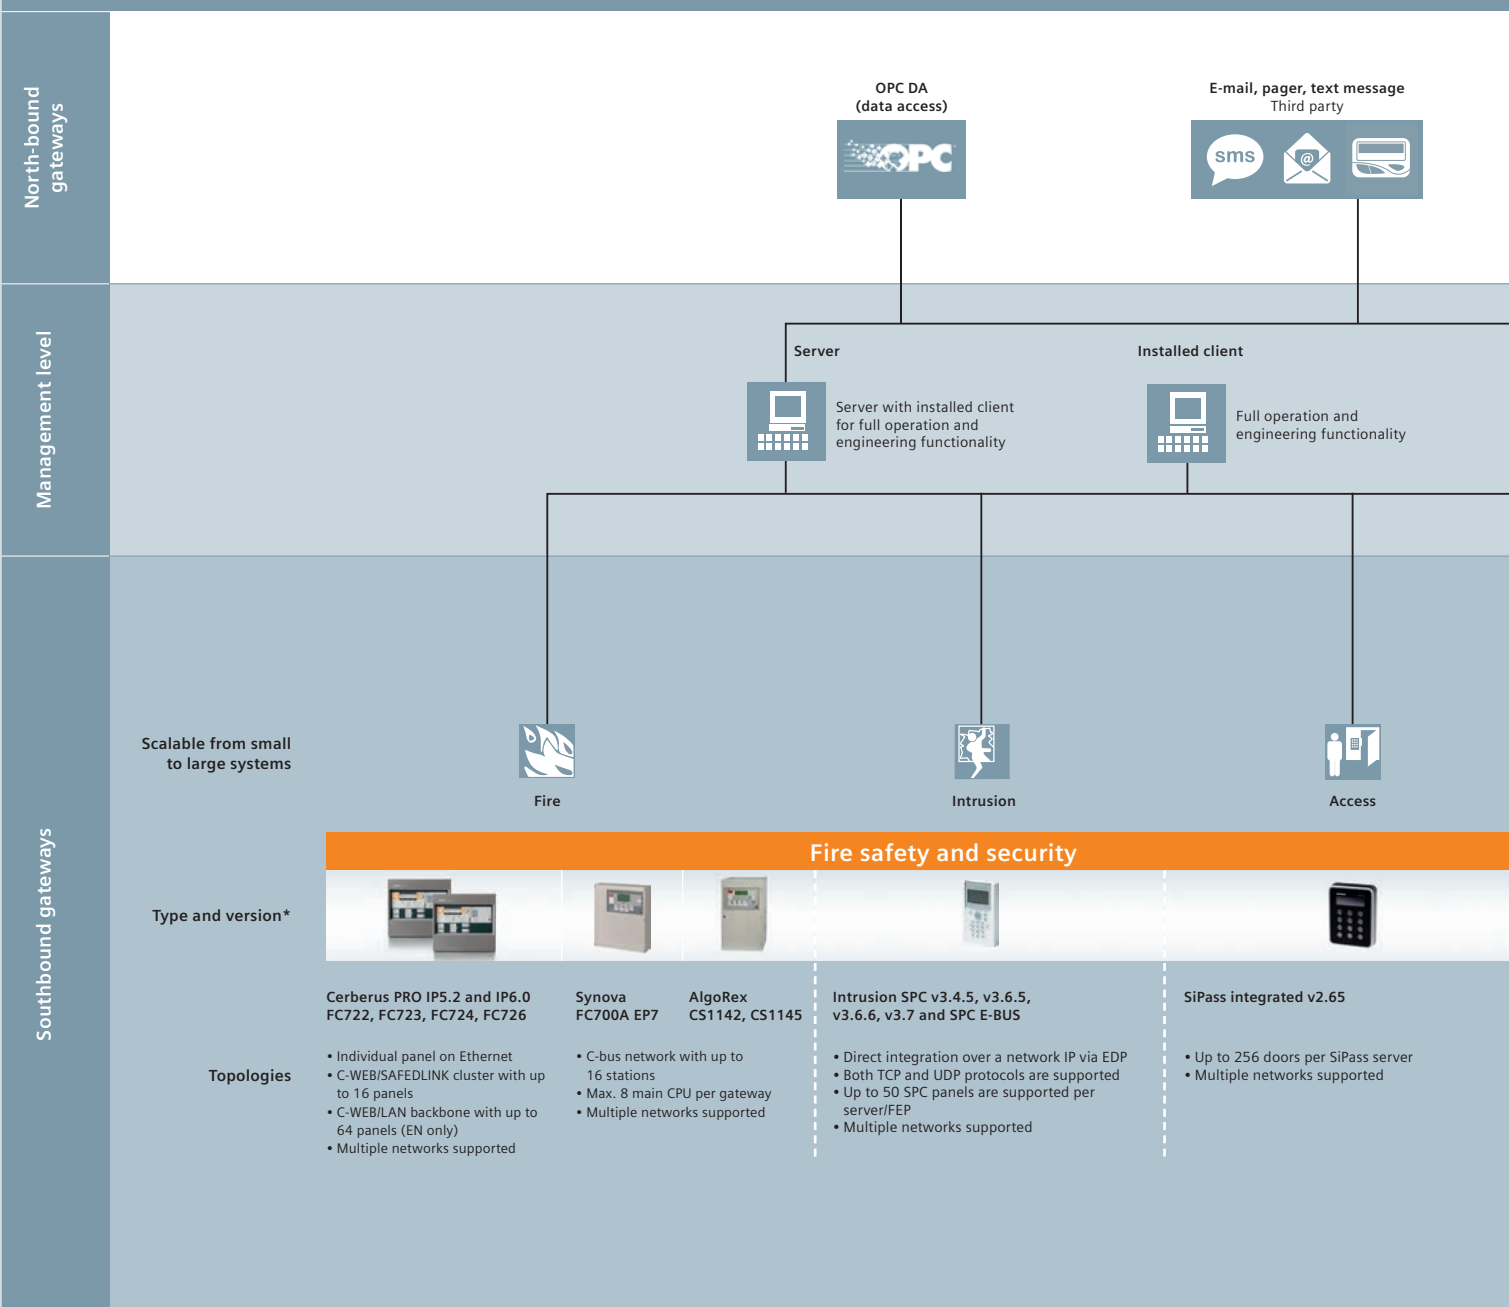 North-bound
gateways
OPC DA
(data access)
OPC
E-mail, pager, text message
Third party
sms
@
Management level
Server
Server with installed client
for full operation and
engineering functionality
Installed client
Full operation and
engineering functionality
Southbound gateways
Scalable from small
to large systems
Fire
Intrusion
Access
Fire safety and security
Type and version*
Cerberus PRO IP5.2 and IP6.0
FC722, FC723, FC724, FC726
Synova
FC700A EP7
AlgoRex
CS1142, CS1145
Intrusion SPC v3.4.5, v3.6.5,
v3.6.6, v3.7 and SPC E-BUS
SiPass integrated v2.65
Topologies
• Individual panel on Ethernet
• C-WEB/SAFEDLINK cluster with up
to 16 panels
• C-WEB/LAN backbone with up to
64 panels (EN only)
• Multiple networks supported
• C-bus network with up to
16 stations
• Max. 8 main CPU per gateway
• Multiple networks supported
• Direct integration over a network IP via EDP
• Both TCP and UDP protocols are supported
• Up to 50 SPC panels are supported per
server/FEP
• Multiple networks supported
• Up to 256 doors per SiPass server
• Multiple networks supported